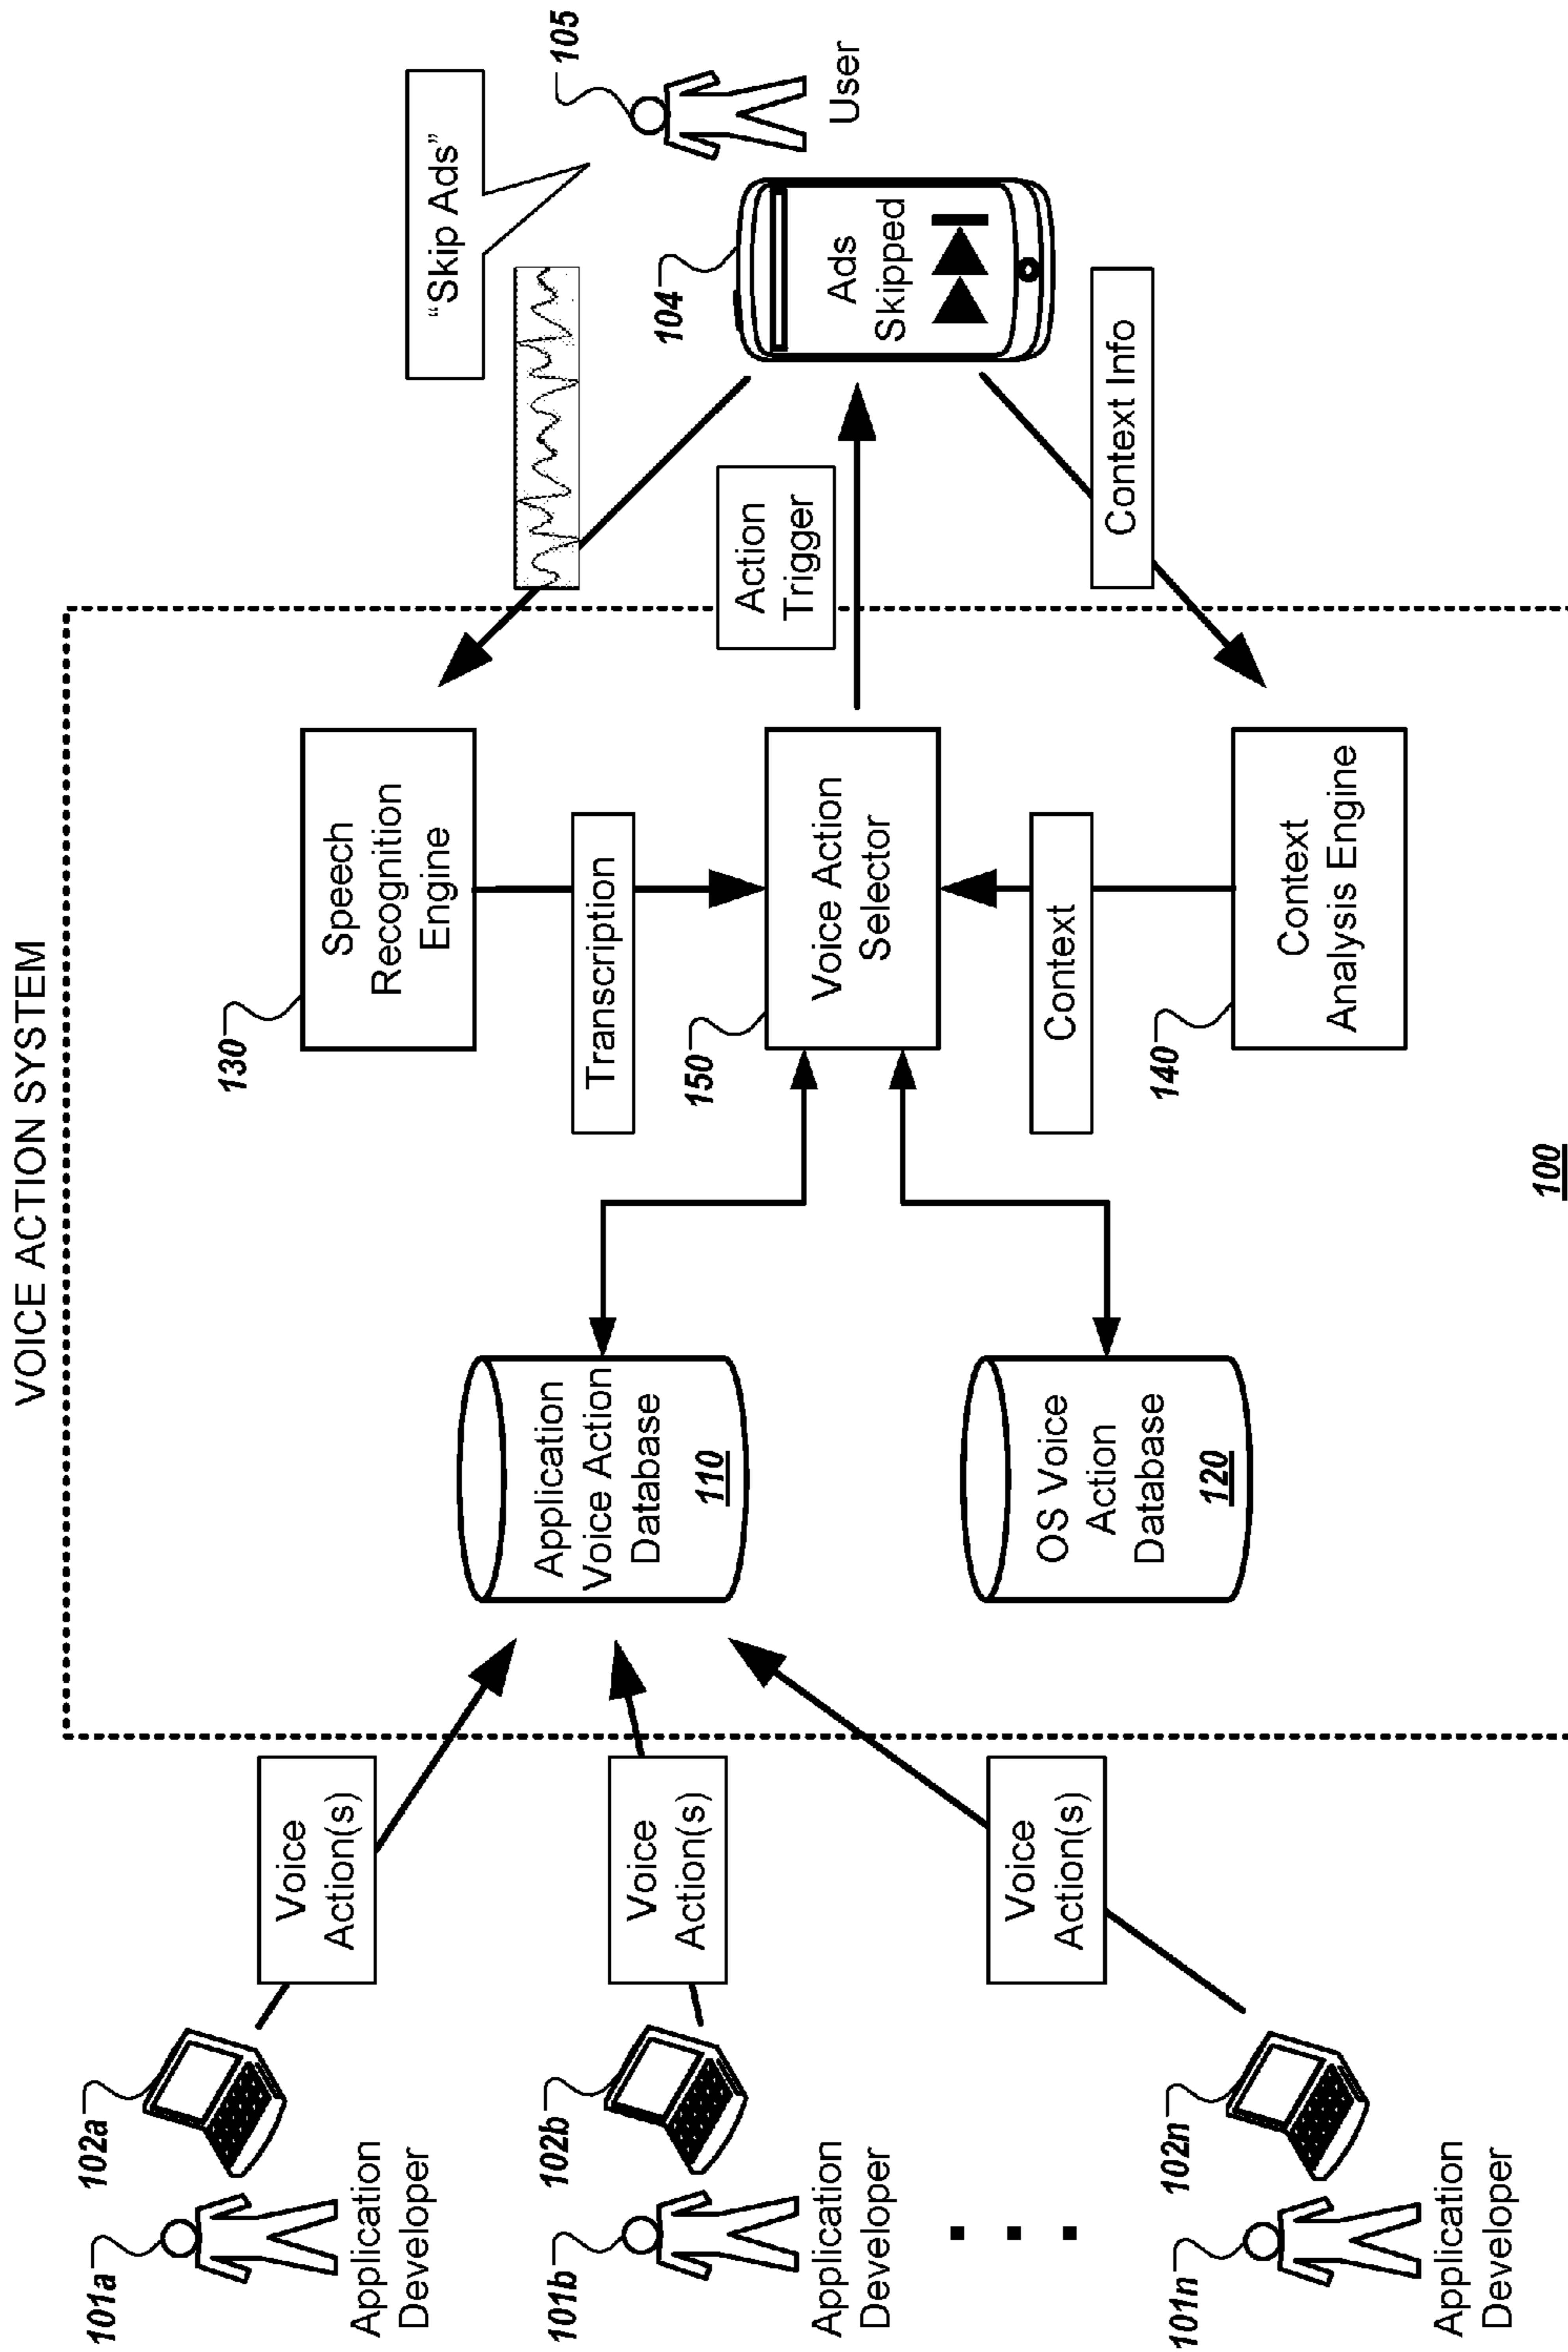 VOICE ACTION SYSTEM
101a
102a
Application
Developer
Voice
Action(s)
101b
102b
Application
Developer
Voice
Action(s)
101n
102n
Application
Developer
Voice
Action(s)
Application
Voice Action
Database
110
OS Voice
Action
Database
120
130
Speech
Recognition
Engine
Transcription
150
Voice Action
Selector
Context
140
Context
Analysis Engine
100
Action
Trigger
Context Info
“Skip Ads”
104
Ads
Skipped
105
User